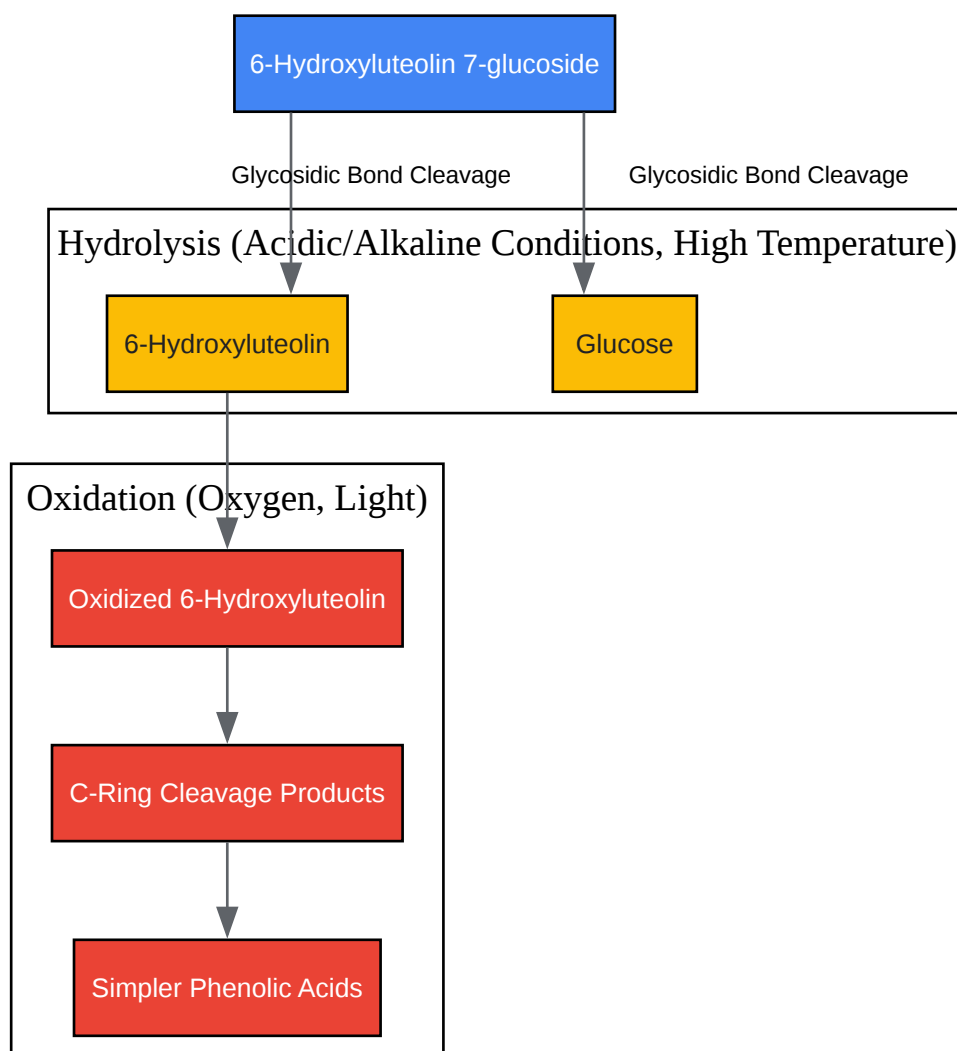 6-Hydroxyluteolin 7-glucoside
Glycosidic Bond Cleavage
Glycosidic Bond Cleavage
Hydrolysis (Acidic/Alkaline Conditions, High Temperature)
6-Hydroxyluteolin
Glucose
Oxidation (Oxygen, Light)
Oxidized 6-Hydroxyluteolin
C-Ring Cleavage Products
Simpler Phenolic Acids